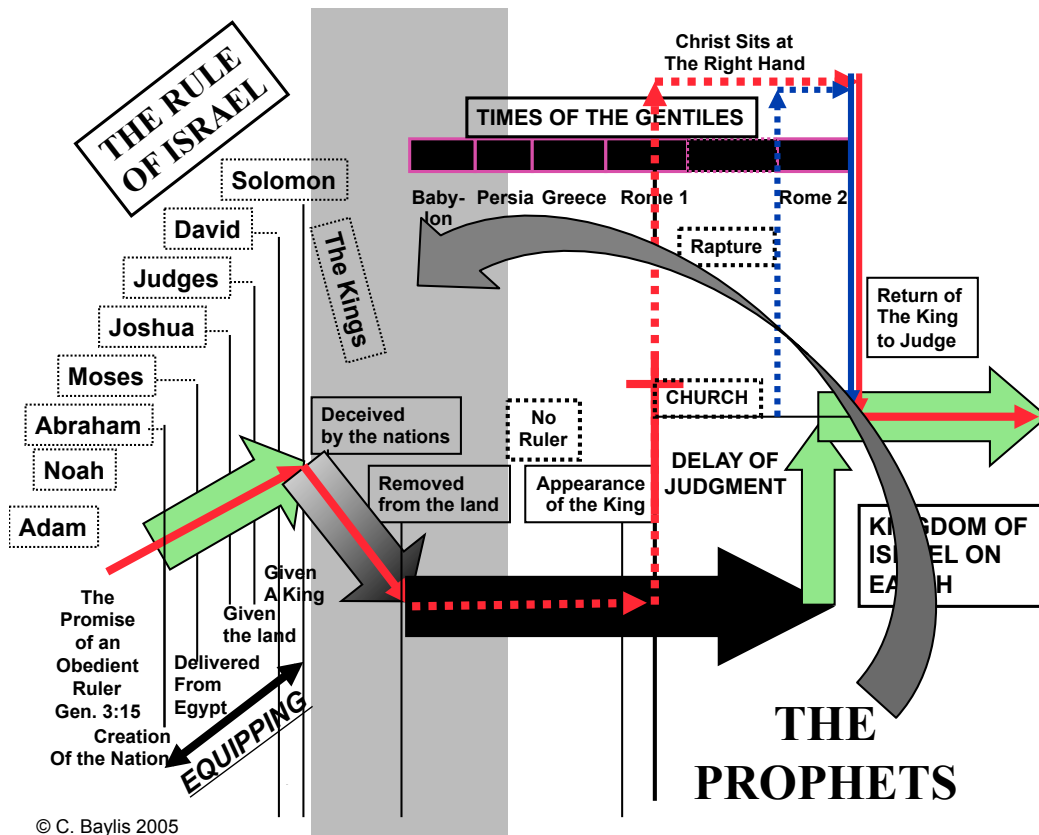 THE RULE
OF ISRAEL
Christ Sits at
The Right Hand
TIMES OF THE GENTILES
Baby-
lon
Persia
Greece
Rome 1
Rome 2
Solomon
David
Judges
Joshua
Moses
Abraham
Noah
Adam
The Kings
Rapture
Return of
The King
to Judge
CHURCH
Deceived
by the nations
No
Ruler
Removed
from the land
Appearance
of the King
DELAY OF
JUDGMENT
KINGDOM OF
ISRAEL ON
EARTH
Given
A King
Given
the land
Delivered
From
Egypt
The
Promise
of an
Obedient
Ruler
Gen. 3:15
Creation
Of the Nation
EQUIPPING
THE
PROPHETS
© C. Baylis 2005